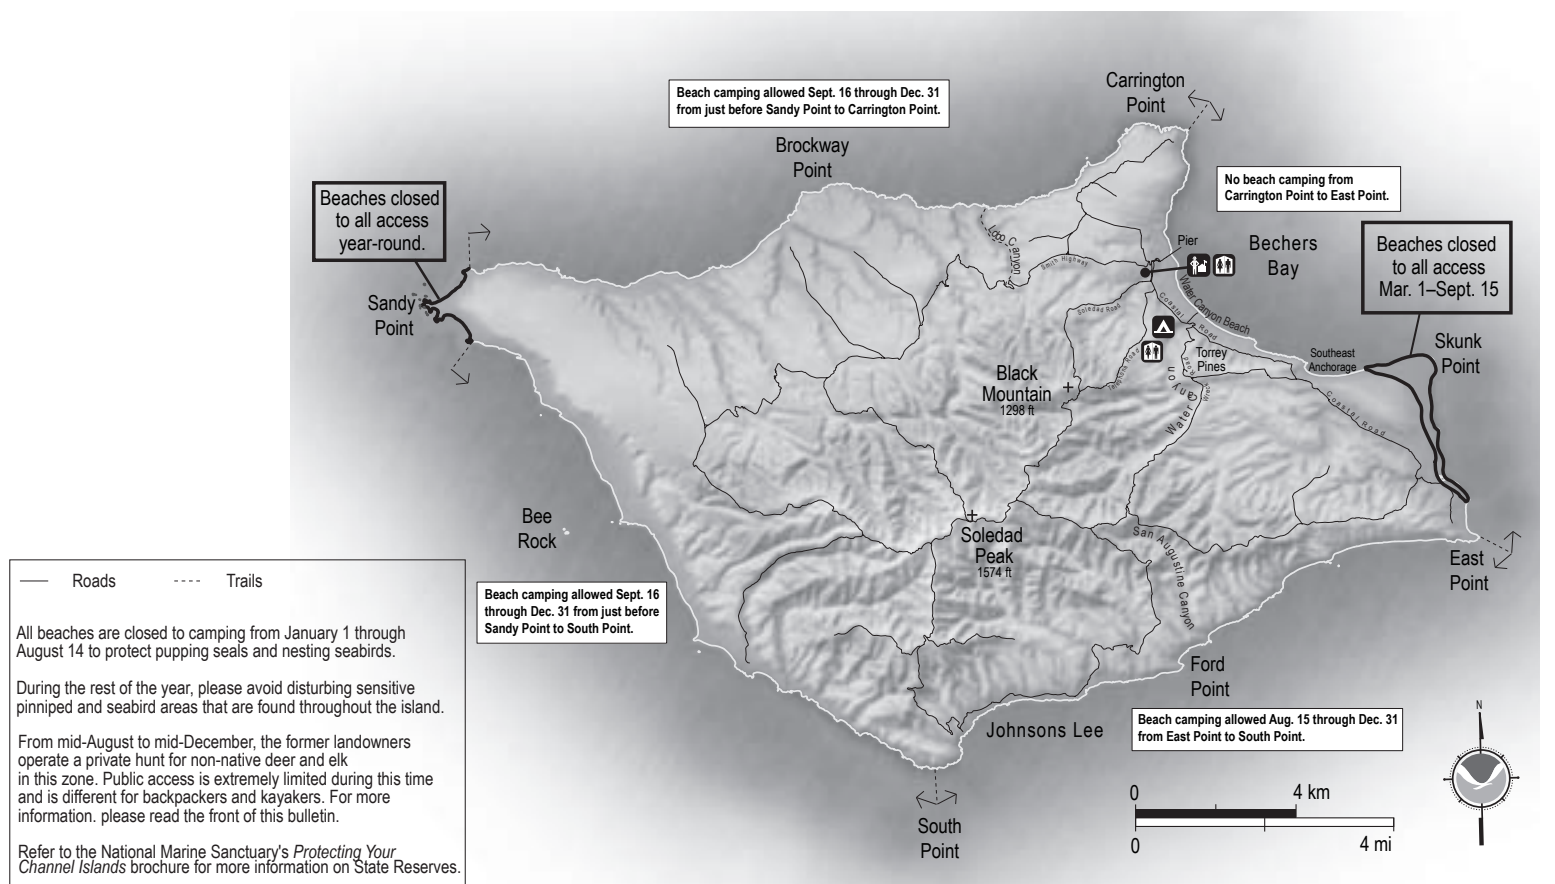 Carrington
Point
Beach camping allowed Sept. 16 through Dec. 31
from just before Sandy Point to Carrington Point.
Brockway
Point
No beach camping from
Carrington Point to East Point.
Beaches closed
to all access
year-round.
Lobo Canyon
Smith Highway
Pier
Bechers
Bay
Beaches closed
to all access
Mar. 1–Sept. 15
Sandy
Point
Soledad Road
Coastal Road
Water Canyon Beach
Skunk
Point
Southeast
Anchorage
Torrey
Pines
Telephone Road
Black
Mountain
1298 ft
Water Canyon
Wreck Road
Coastal Road
Bee
Rock
Soledad
Peak
1574 ft
San Augustine Canyon
East
Point
Roads
Trails
Beach camping allowed Sept. 16
through Dec. 31 from just before
Sandy Point to South Point.
All beaches are closed to camping from January 1 through
August 14 to protect pupping seals and nesting seabirds.
During the rest of the year, please avoid disturbing sensitive
pinniped and seabird areas that are found throughout the island.
From mid-August to mid-December, the former landowners
operate a private hunt for non-native deer and elk
in this zone. Public access is extremely limited during this time
and is different for backpackers and kayakers. For more
information. please read the front of this bulletin.
Refer to the National Marine Sanctuary's Protecting Your
Channel Islands brochure for more information on State Reserves.
Ford
Point
Johnsons Lee
Beach camping allowed Aug. 15 through Dec. 31
from East Point to South Point.
N
0
4 km
0
4 mi
South
Point